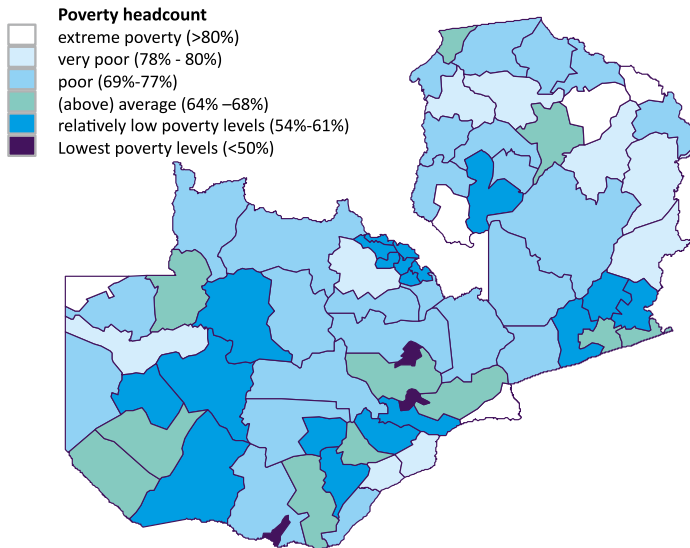 Poverty headcount
extreme poverty (>80%)
very poor (78% - 80%)
poor (69%-77%)
(above) average (64% –68%)
relatively low poverty levels (54%-61%)
Lowest poverty levels (<50%)